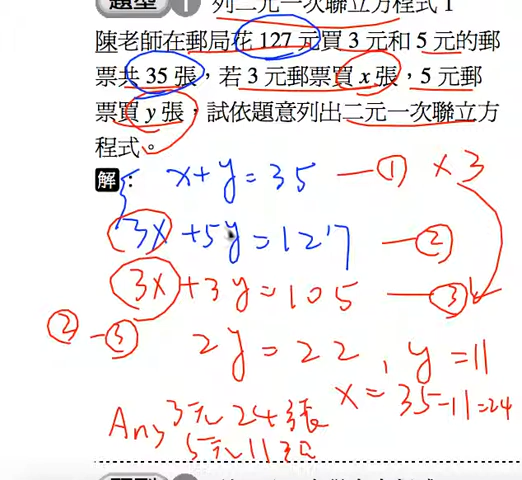 題型 1 列二元一次聯立方程式 1
陳老師在郵局花 127 元買 3 元和 5 元的郵
票共 35 張，若 3 元郵票買 x 張，5 元郵
票買 y 張，試依題意列出二元一次聯立方
程式。
解：x+y=35 —① ×3
3x+5y=127 —②
3x+3y=105 —③
②-③ 2y=22, y=11
x=35-11=24
Ans 3元24張
5元11張